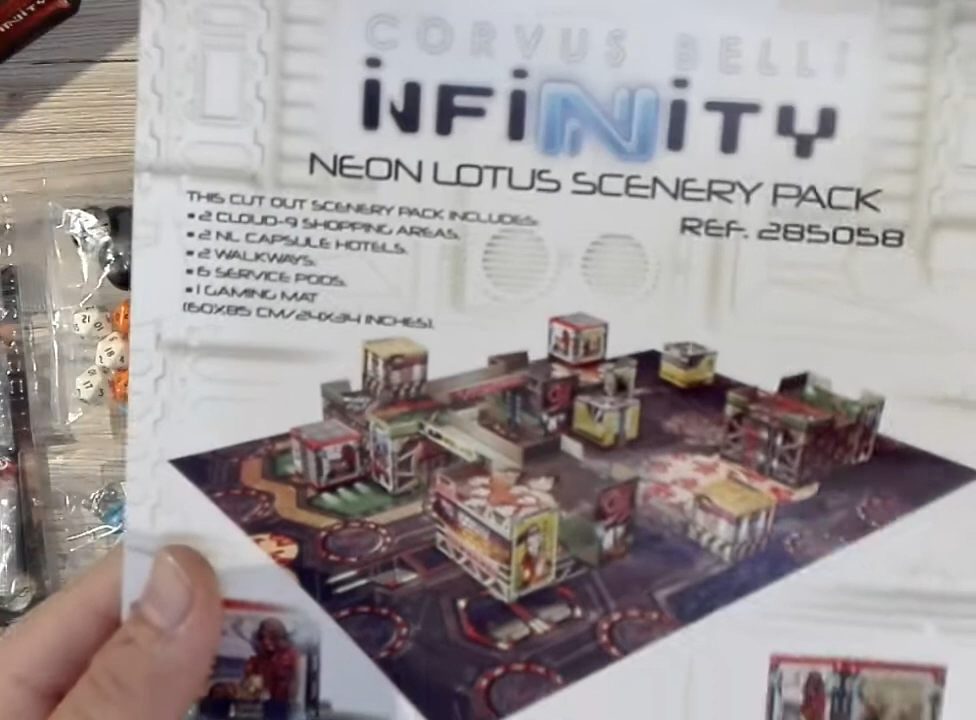 CORVUS BELLI
INFINITY
NEON LOTUS SCENERY PACK
REF. 285058
THIS CUT OUT SCENERY PACK INCLUDES:
• 2 CLOUD-9 SHOPPING AREAS.
• 2 NL CAPSULE HOTELS.
• 2 WALKWAYS.
• 6 SERVICE PODS.
• 1 GAMING MAT
(60X85 CM/24X34 INCHES).